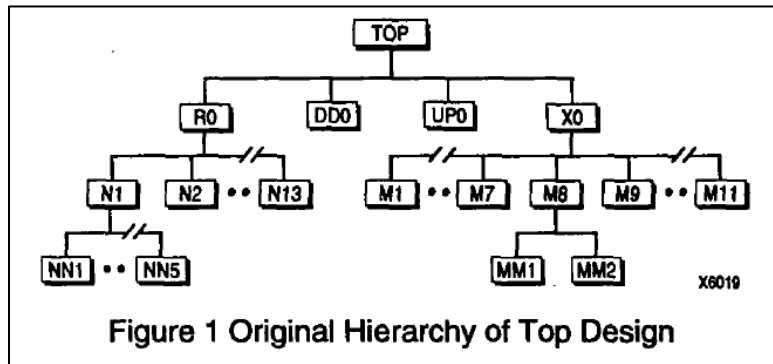 TOP
R0 DD0 UP0 X0
N1 N2 •• N13 M1 •• M7 M8 M9 •• M11
NN1 •• NN5 MM1 MM2
X6019
Figure 1 Original Hierarchy of Top Design